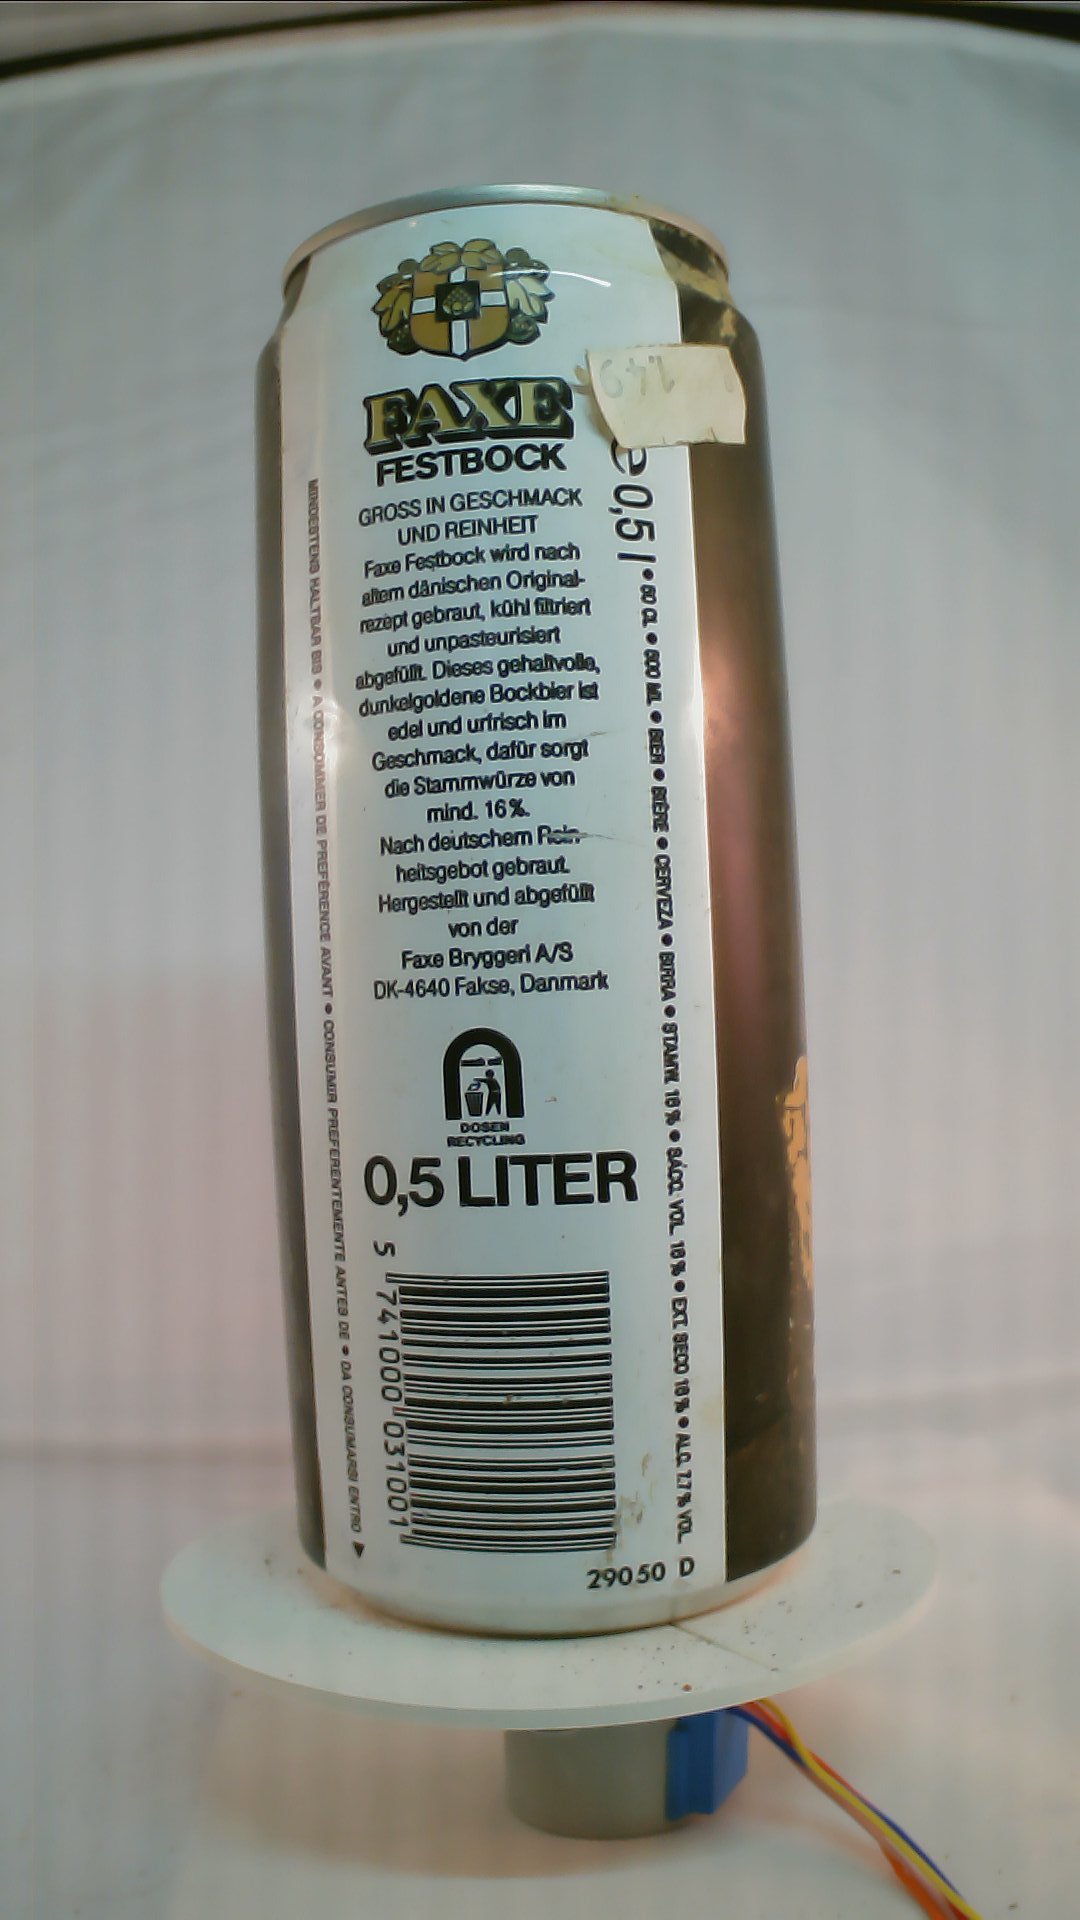 FAXE
FESTBOCK
GROSS IN GESCHMACK
UND REINHEIT
Faxe Festbock wird nach
altem dänischen Original-
rezept gebraut, kühl filtriert
und unpasteurisiert
abgefüllt. Dieses gehaltvolle,
dunkelgoldene Bockbier ist
edel und urfrisch im
Geschmack, dafür sorgt
die Stammwürze von
mind. 16%.
Nach deutschem Rein-
heitsgebot gebraut.
Hergestellt und abgefüllt
von der
Faxe Bryggeri A/S
DK-4640 Fakse, Danmark
DOSEN
RECYCLING
0,5 LITER
5 741000 031001
29050 D
MINDESTENS HALTBAR BIS • A CONSOMMER DE PREFÉRENCE AVANT • CONSUMIR PREFERENTEMENTE ANTES DE • DA CONSUMARSI ENTRO
e 0,5 l • 50 CL • 500 ML • BIER • BIÈRE • CERVEZA • BIRRA • STAMM. 16% • SACC. VOL. 16% • EXT. SECO 16% • ALC. 7.7% VOL.
1.49